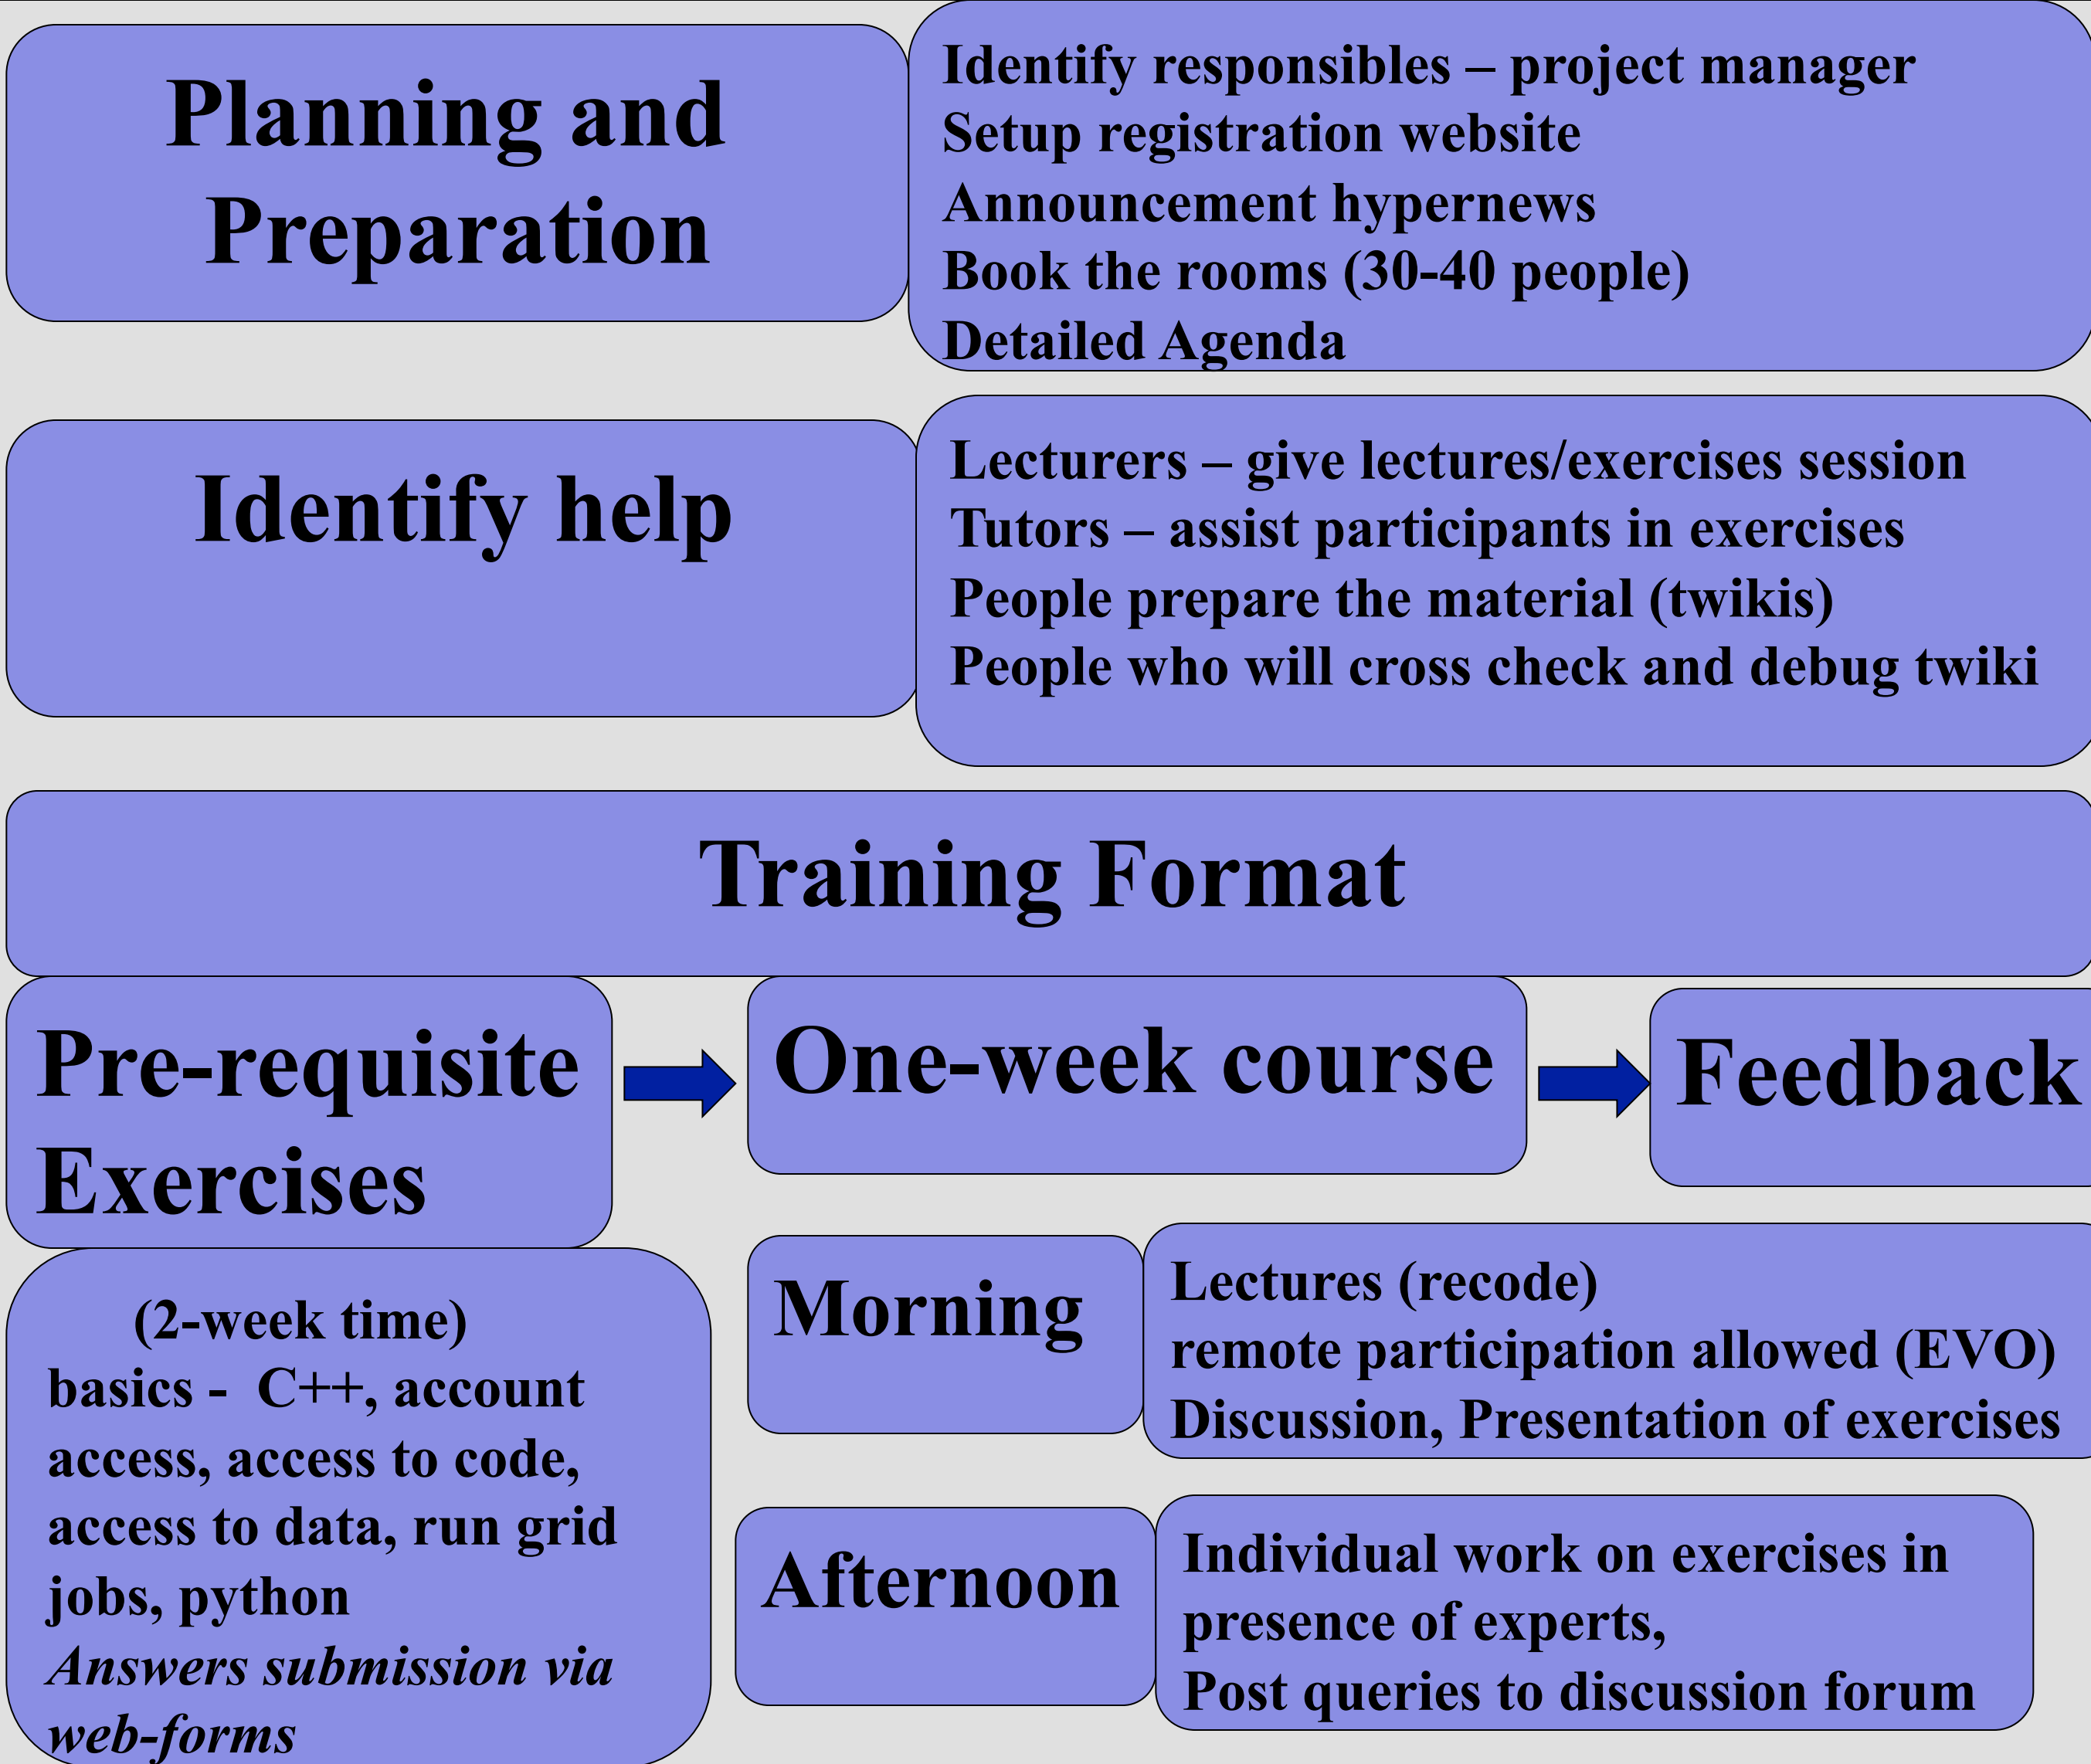 Planning and
Preparation
Identify responsibles – project manager
Setup registration website
Announcement hypernews
Book the rooms (30-40 people)
Detailed Agenda
Identify help
Lecturers – give lectures/exercises session
Tutors – assist participants in exercises
People prepare the material (twikis)
People who will cross check and debug twiki
Training Format
Pre-requisite
Exercises
One-week course
Feedback
(2-week time)
basics -  C++, account
access, access to code,
access to data, run grid
jobs, python
Answers submission via
web-forms
Morning
Lectures (recode)
remote participation allowed (EVO)
Discussion, Presentation of exercises
Afternoon
Individual work on exercises in
presence of experts,
Post queries to discussion forum